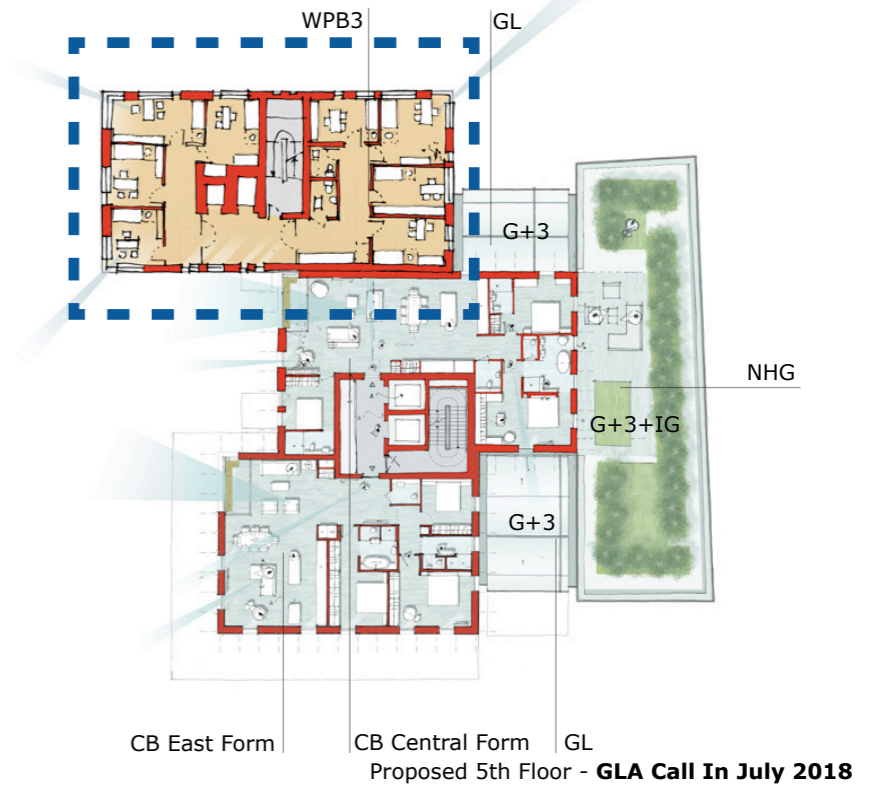 WPB3
GL
G+3
NHG
G+3+IG
G+3
CB East Form
CB Central Form
GL
Proposed 5th Floor - GLA Call In July 2018